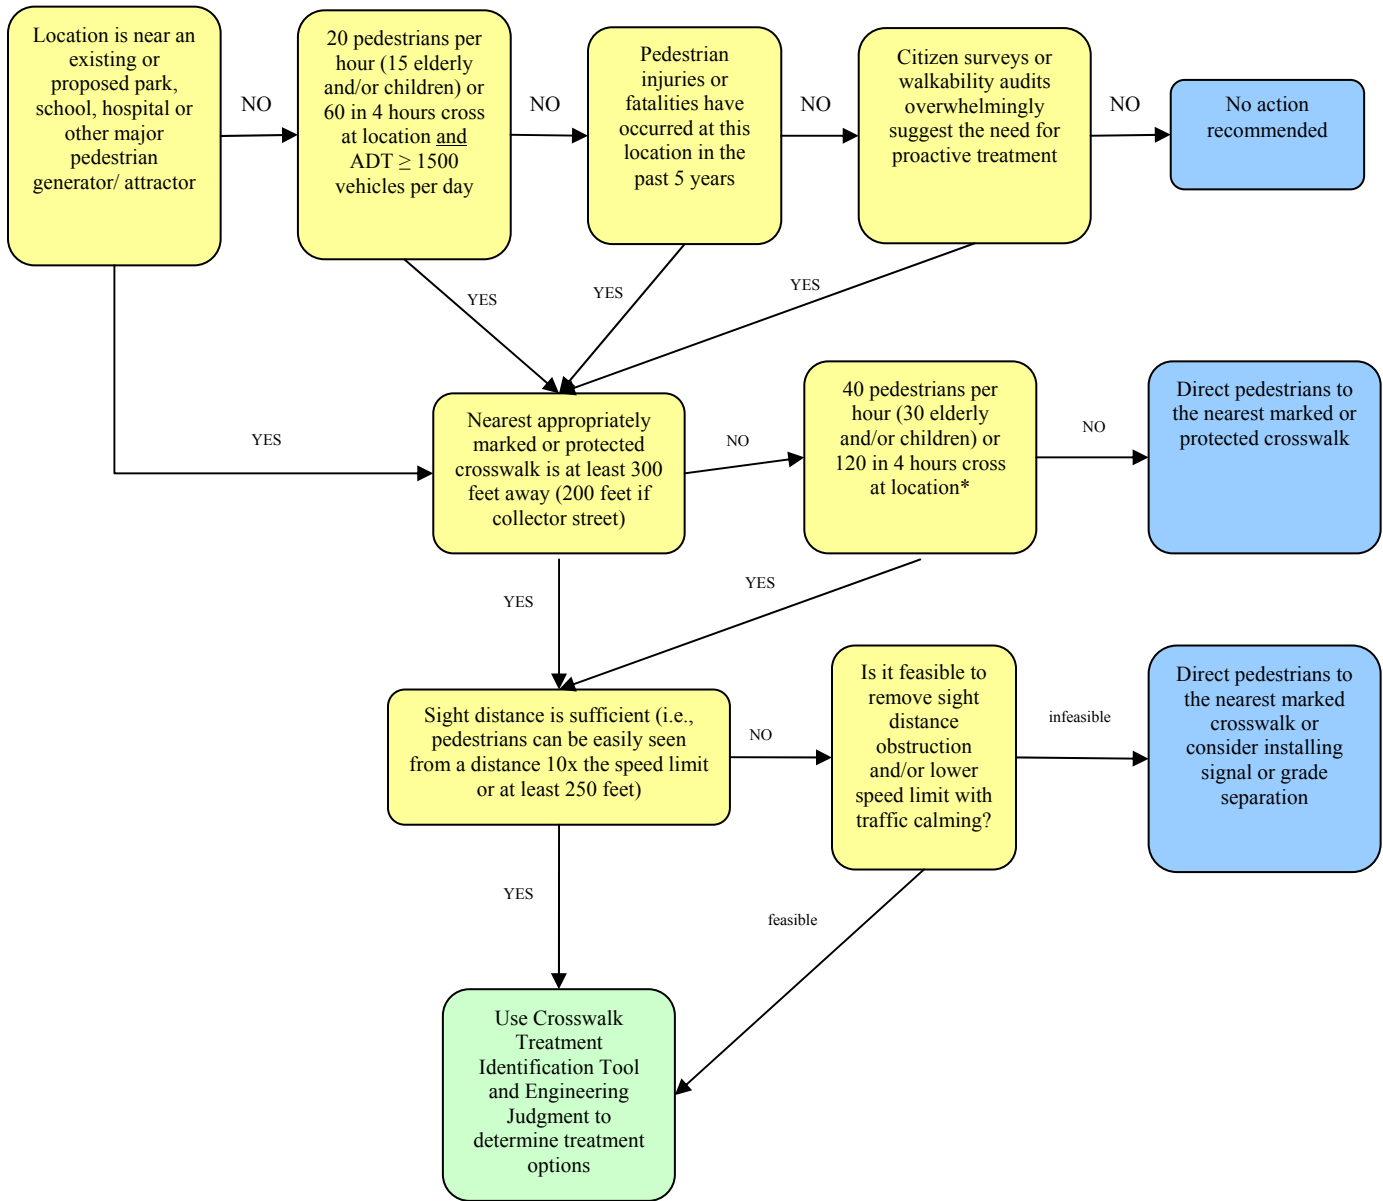 Location is near an
existing or
proposed park,
school, hospital or
other major
pedestrian
generator/ attractor
NO
20 pedestrians per
hour (15 elderly
and/or children) or
60 in 4 hours cross
at location and
ADT ≥ 1500
vehicles per day
NO
Pedestrian
injuries or
fatalities have
occurred at this
location in the
past 5 years
NO
Citizen surveys or
walkability audits
overwhelmingly
suggest the need for
proactive treatment
NO
No action
recommended
YES
YES
YES
YES
Nearest appropriately
marked or protected
crosswalk is at least 300
feet away (200 feet if
collector street)
NO
40 pedestrians per
hour (30 elderly
and/or children) or
120 in 4 hours cross
at location*
NO
Direct pedestrians to
the nearest marked or
protected crosswalk
YES
YES
Sight distance is sufficient (i.e.,
pedestrians can be easily seen
from a distance 10x the speed limit
or at least 250 feet)
NO
Is it feasible to
remove sight
distance
obstruction
and/or lower
speed limit with
traffic calming?
infeasible
Direct pedestrians to
the nearest marked
crosswalk or
consider installing
signal or grade
separation
YES
feasible
Use Crosswalk
Treatment
Identification Tool
and Engineering
Judgment to
determine treatment
options